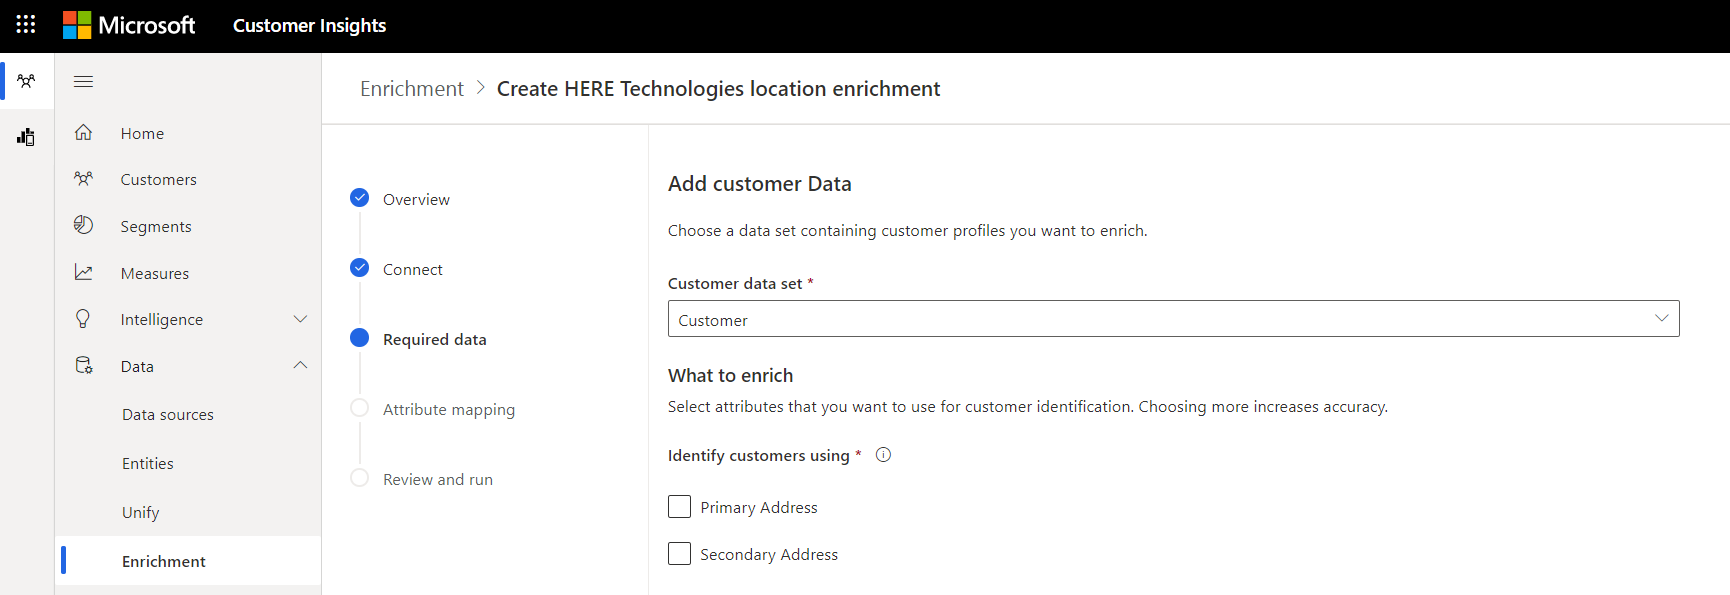 Microsoft Customer Insights
Enrichment > Create HERE Technologies location enrichment
Home
Customers
Segments
Measures
Intelligence
Data
Data sources
Entities
Unify
Enrichment
Overview
Connect
Required data
Attribute mapping
Review and run
Add customer Data
Choose a data set containing customer profiles you want to enrich.
Customer data set *
Customer
What to enrich
Select attributes that you want to use for customer identification. Choosing more increases accuracy.
Identify customers using *
Primary Address
Secondary Address